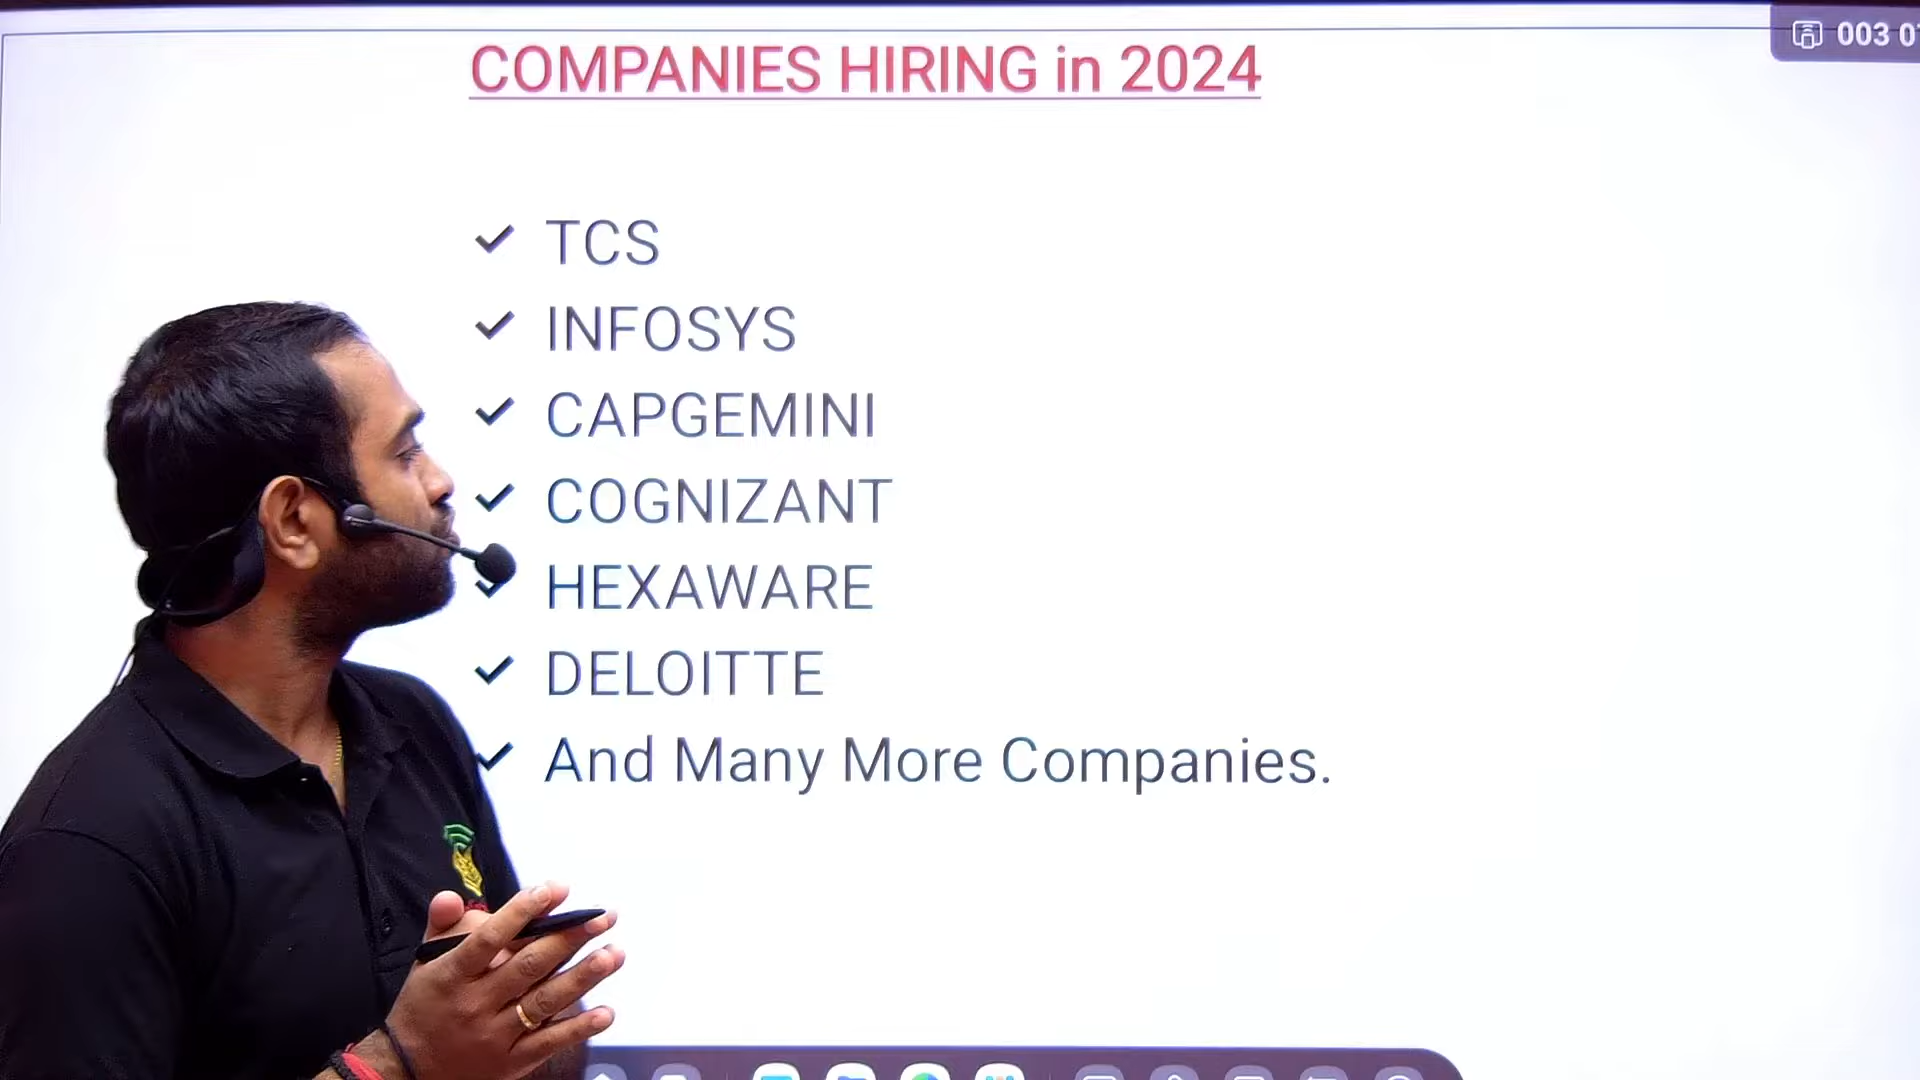 COMPANIES HIRING in 2024
003 0
TCS
INFOSYS
CAPGEMINI
COGNIZANT
HEXAWARE
DELOITTE
And Many More Companies.